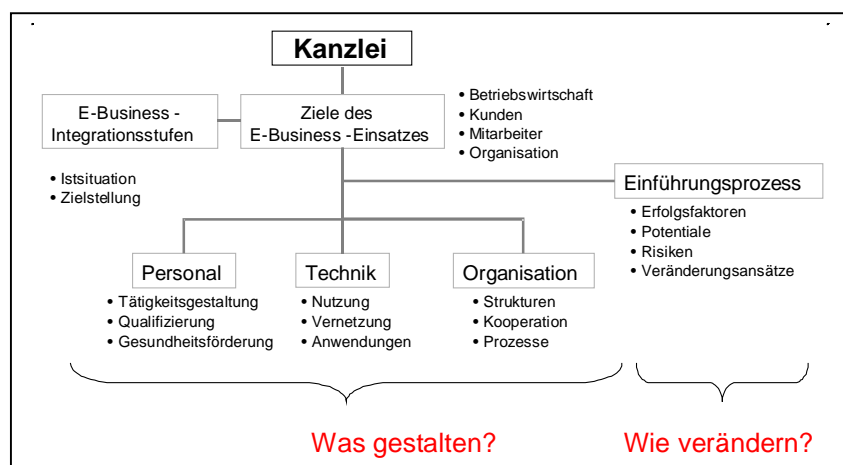 Kanzlei
E-Business -
Integrationsstufen
Ziele des
E-Business -Einsatzes
• Betriebswirtschaft
• Kunden
• Mitarbeiter
• Organisation
• Istsituation
• Zielstellung
Einführungsprozess
• Erfolgsfaktoren
• Potentiale
• Risiken
• Veränderungsansätze
Personal
• Tätigkeitsgestaltung
• Qualifizierung
• Gesundheitsförderung
Technik
• Nutzung
• Vernetzung
• Anwendungen
Organisation
• Strukturen
• Kooperation
• Prozesse
Was gestalten?
Wie verändern?